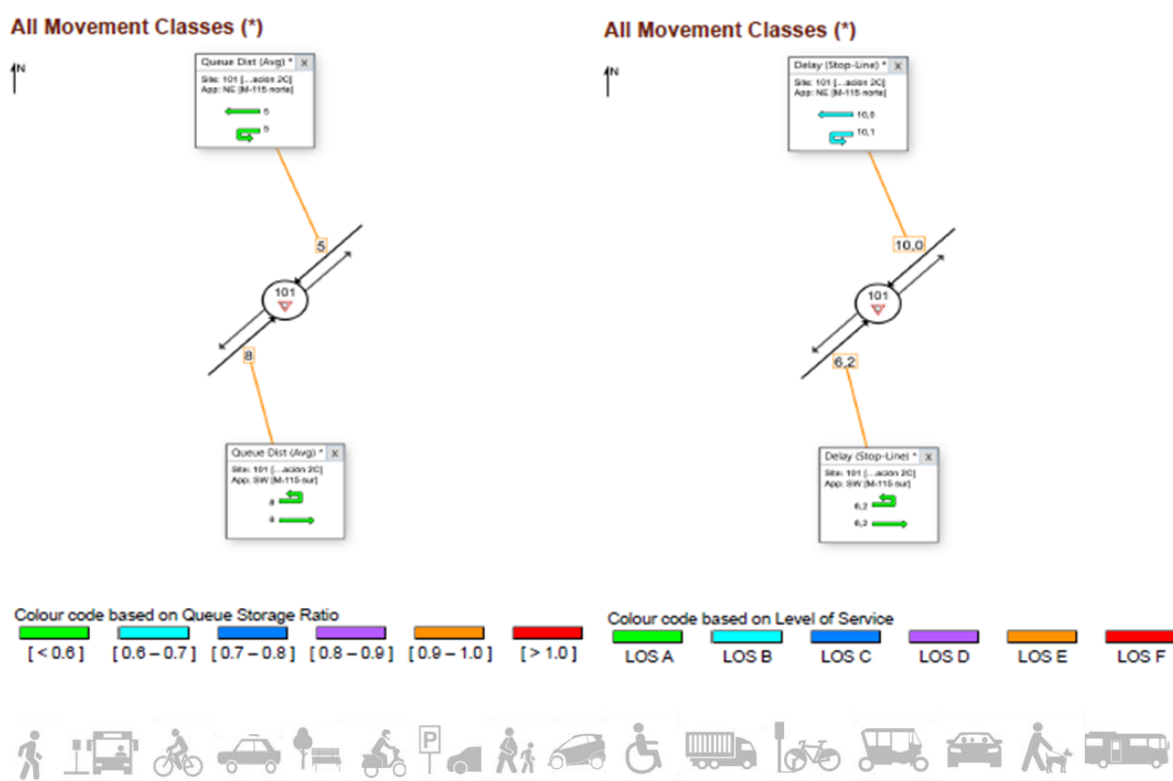 All Movement Classes (*)
N
Queue Dist (Avg) * x
Site: 101 [...acion 2C]
App: NE [M-115 norte]
5
5
5
101
8
Queue Dist (Avg) * x
Site: 101 [...acion 2C]
App: SW [M-115 sur]
8
8
Colour code based on Queue Storage Ratio
[ < 0.6 ] [ 0.6 – 0.7 ] [ 0.7 – 0.8 ] [ 0.8 – 0.9 ] [ 0.9 – 1.0 ] [ > 1.0 ]
All Movement Classes (*)
N
Delay (Stop-Line) * x
Site: 101 [...acion 2C]
App: NE [M-115 norte]
10,0
10,1
10,0
101
6,2
Delay (Stop-Line) * x
Site: 101 [...acion 2C]
App: SW [M-115 sur]
6,2
6,2
Colour code based on Level of Service
LOS A LOS B LOS C LOS D LOS E LOS F
P